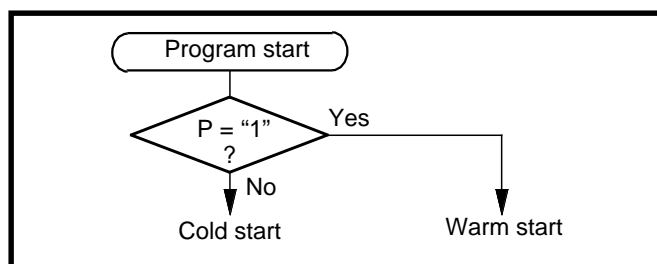 Program start
P = “1”
?
Yes
No
Cold start
Warm start